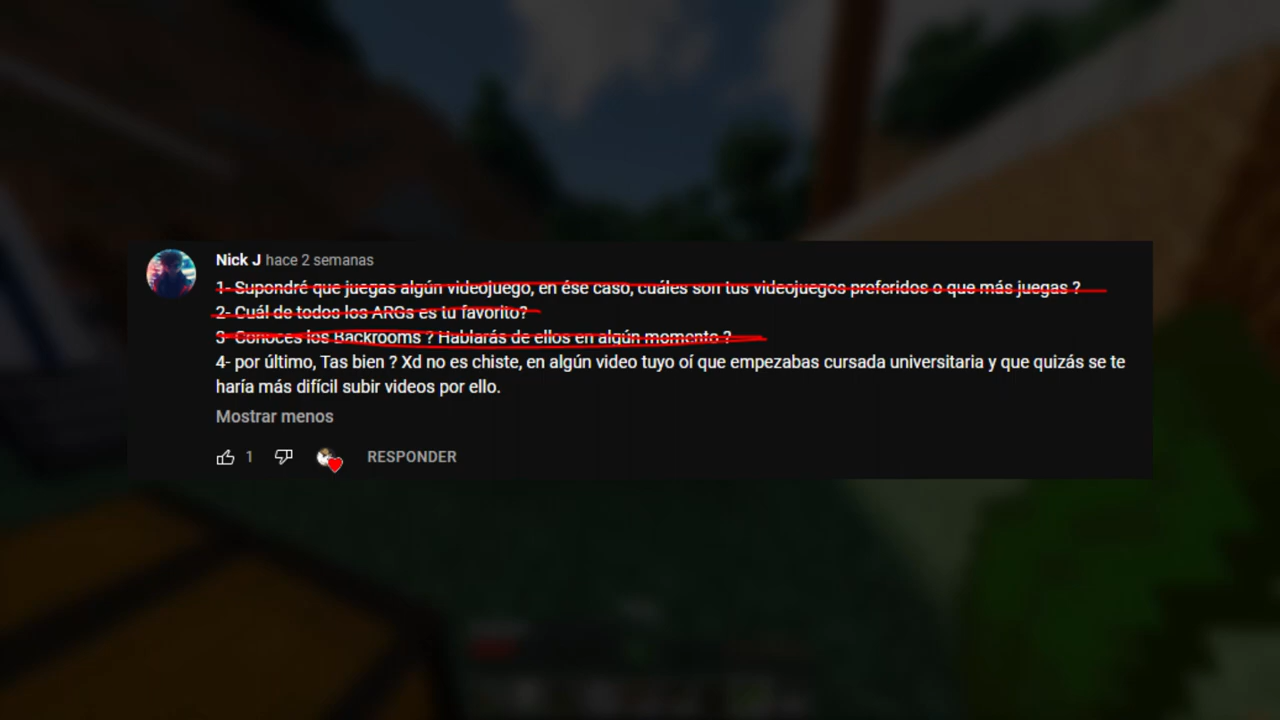 Nick J hace 2 semanas
1- Supondré que juegas algún videojuego, en ése caso, cuáles son tus videojuegos preferidos o que más juegas ?
2- Cuál de todos los ARGs es tu favorito?
3- Conoces los Backrooms ? Hablarás de ellos en algún momento ?
4- por último, Tas bien ? Xd no es chiste, en algún video tuyo oí que empezabas cursada universitaria y que quizás se te
haría más difícil subir videos por ello.
Mostrar menos
1 RESPONDER